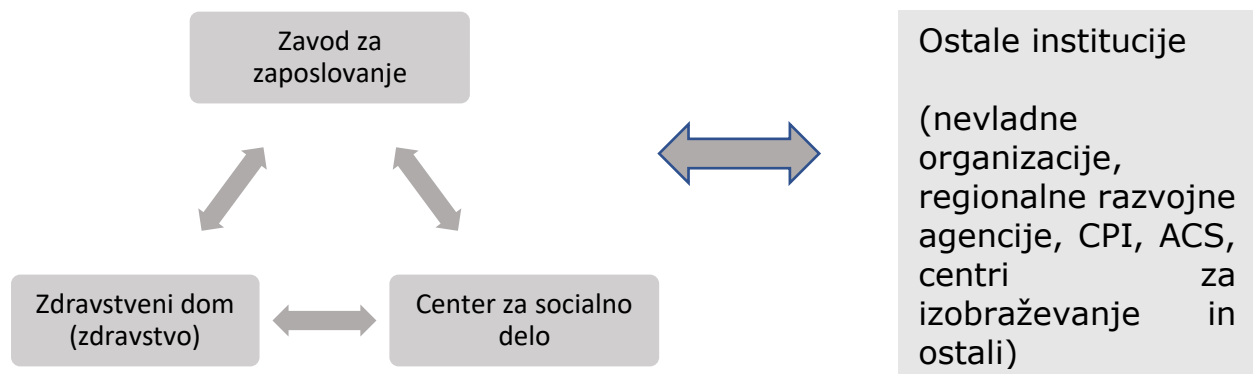 Zavod za
zaposlovanje
Zdravstveni dom
(zdravstvo)
Center za socialno
delo
Ostale institucije
(nevladne
organizacije,
regionalne razvojne
agencije, CPI, ACS,
centri za
izobraževanje in
ostali)